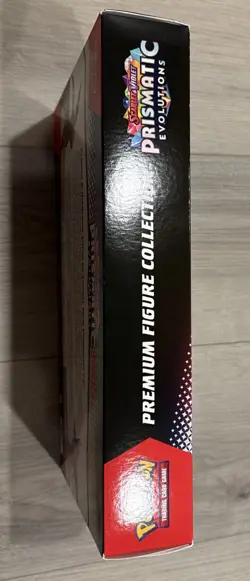 SCARLET & VIOLET
PRISMATIC
EVOLUTIONS
PREMIUM FIGURE COLLECTION
POKÉMON
TRADING CARD GAME